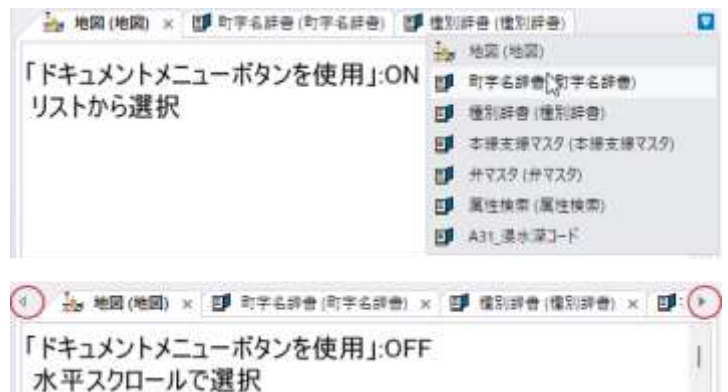 地図 (地図) × 町字名辞書 (町字名辞書) 種別辞書 (種別辞書)
地図 (地図)
「ドキュメントメニューボタンを使用」:ON
町字名辞書 (町字名辞書)
リストから選択
種別辞書 (種別辞書)
本線支線マスタ (本線支線マスタ)
弁マスタ (弁マスタ)
属性検索 (属性検索)
A31_浸水深コード
地図 (地図) × 町字名辞書 (町字名辞書) × 種別辞書 (種別辞書) ×
「ドキュメントメニューボタンを使用」:OFF
水平スクロールで選択